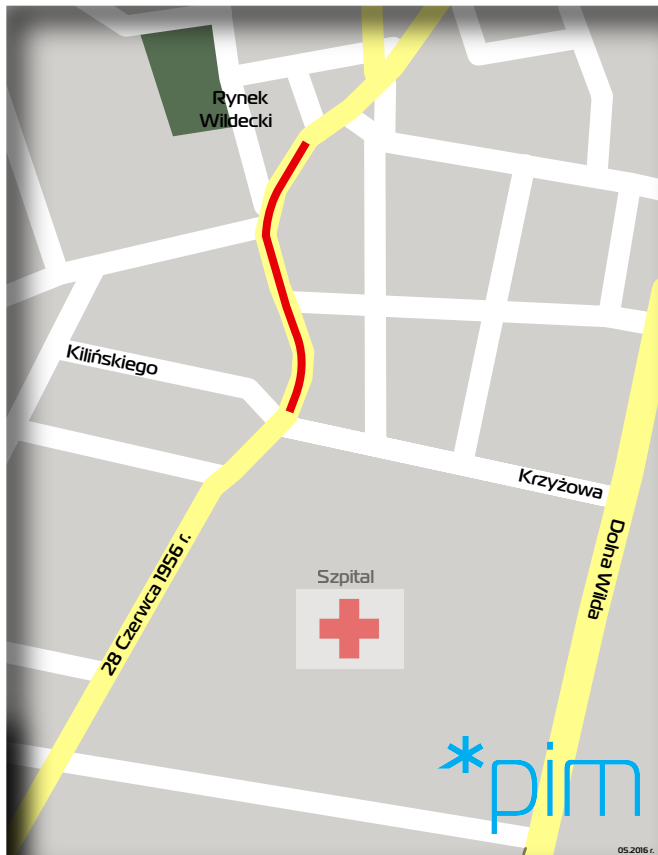 Rynek
Wildecki
Kilińskiego
Krzyżowa
Dolna Wilda
28 Czerwca 1956 r.
Szpital
*pim
05.2016 r.